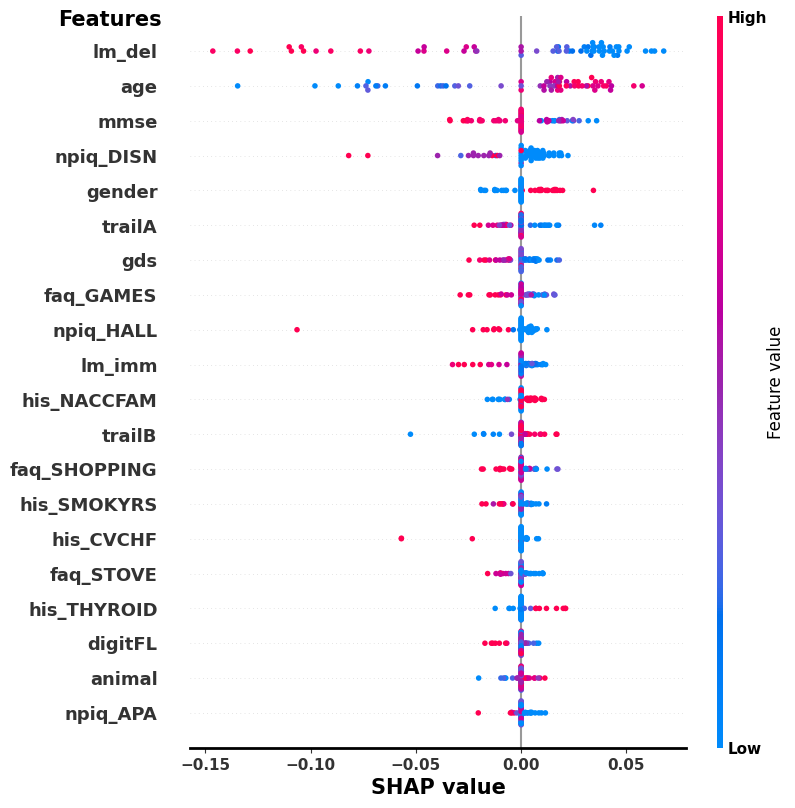 Features
High
lm_del
age
mmse
npiq_DISN
gender
trailA
gds
faq_GAMES
npiq_HALL
lm_imm
his_NACCFAM
trailB
faq_SHOPPING
his_SMOKYRS
his_CVCHF
faq_STOVE
his_THYROID
digitFL
animal
npiq_APA
Feature value
Low
−0.15 −0.10 −0.05 0.00 0.05
SHAP value